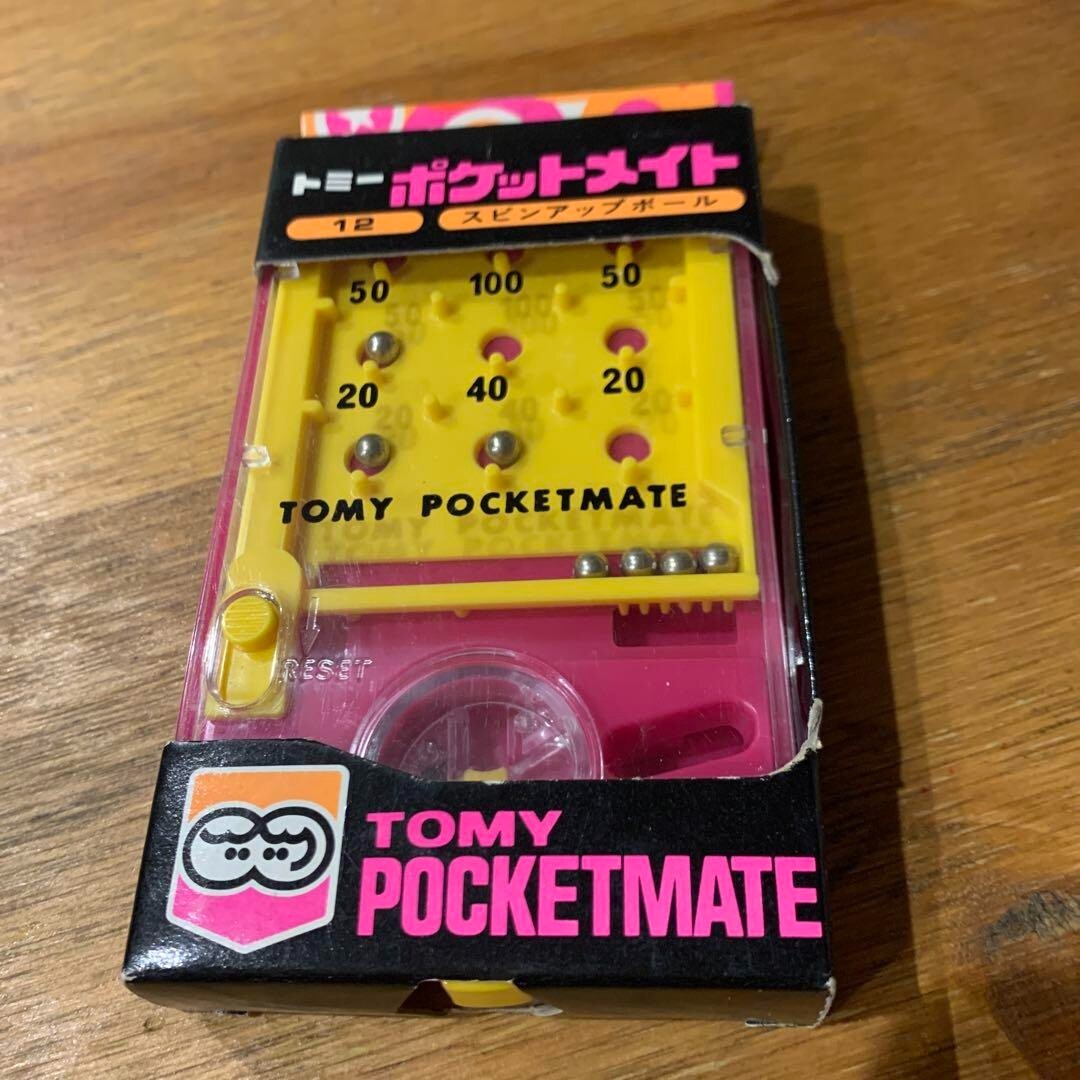 トミー ポケットメイト
12 スピンアップボール
50 100 50
20 40 20
TOMY POCKETMATE
RESET
TOMY
POCKETMATE